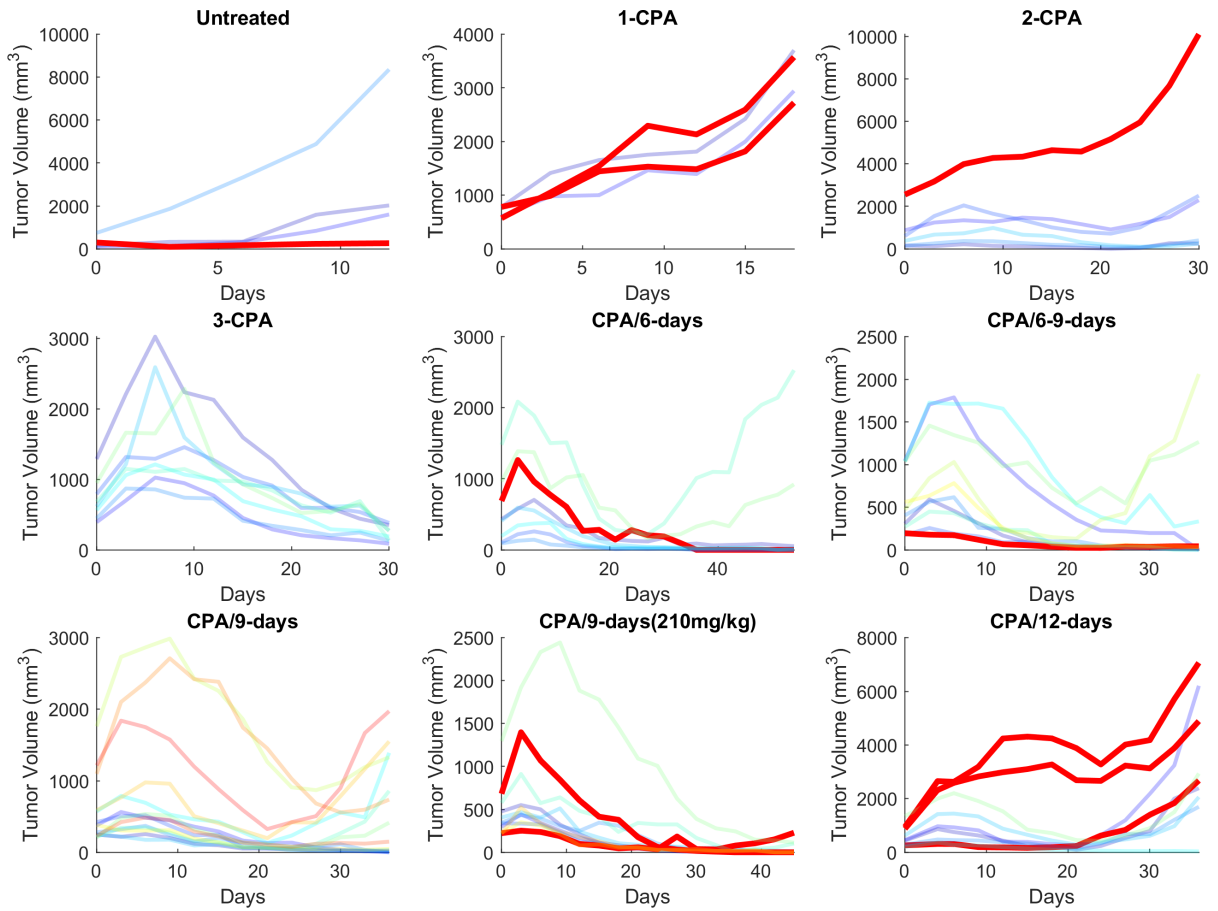 Untreated
10000
8000
6000
4000
2000
0
Tumor Volume (mm³)
0 5 10
Days
1-CPA
4000
3000
2000
1000
0
Tumor Volume (mm³)
0 5 10 15
Days
2-CPA
10000
8000
6000
4000
2000
0
Tumor Volume (mm³)
0 10 20 30
Days
3-CPA
3000
2000
1000
0
Tumor Volume (mm³)
0 10 20 30
Days
CPA/6-days
3000
2000
1000
0
Tumor Volume (mm³)
0 20 40
Days
CPA/6-9-days
2500
2000
1500
1000
500
0
Tumor Volume (mm³)
0 10 20 30
Days
CPA/9-days
3000
2000
1000
0
Tumor Volume (mm³)
0 10 20 30
Days
CPA/9-days(210mg/kg)
2500
2000
1500
1000
500
0
Tumor Volume (mm³)
0 10 20 30 40
Days
CPA/12-days
8000
6000
4000
2000
0
Tumor Volume (mm³)
0 10 20 30
Days